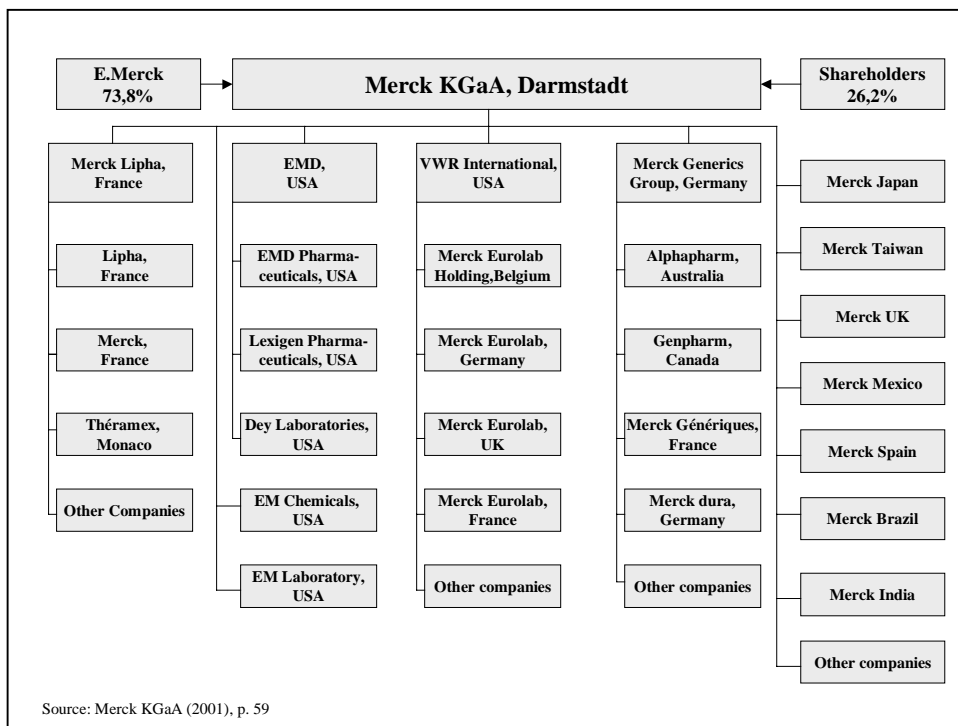 E.Merck
73,8%
Merck KGaA, Darmstadt
Shareholders
26,2%
Merck Lipha,
France
Lipha,
France
Merck,
France
Théramex,
Monaco
Other Companies
EMD,
USA
EMD Pharma-
ceuticals, USA
Lexigen Pharma-
ceuticals, USA
Dey Laboratories,
USA
EM Chemicals,
USA
EM Laboratory,
USA
VWR International,
USA
Merck Eurolab
Holding,Belgium
Merck Eurolab,
Germany
Merck Eurolab,
UK
Merck Eurolab,
France
Other companies
Merck Generics
Group, Germany
Alphapharm,
Australia
Genpharm,
Canada
Merck Génériques,
France
Merck dura,
Germany
Other companies
Merck Japan
Merck Taiwan
Merck UK
Merck Mexico
Merck Spain
Merck Brazil
Merck India
Other companies
Source: Merck KGaA (2001), p. 59